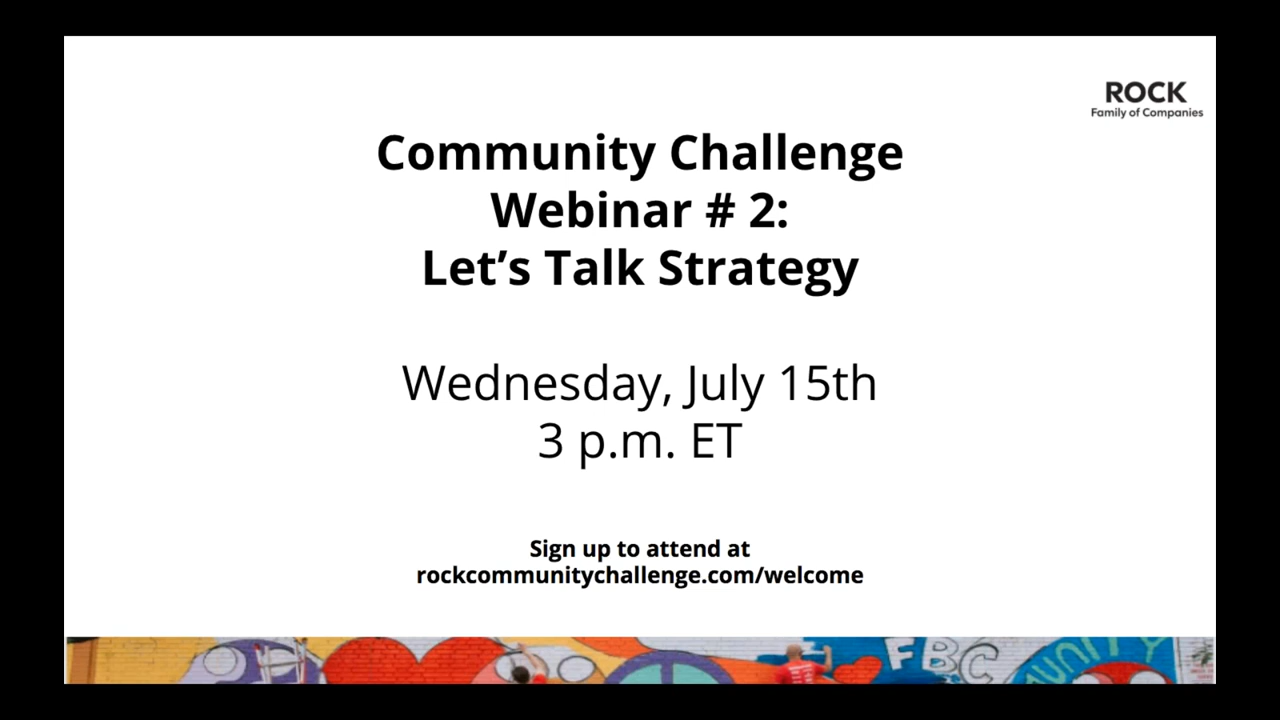 ROCK
Family of Companies
Community Challenge
Webinar # 2:
Let’s Talk Strategy
Wednesday, July 15th
3 p.m. ET
Sign up to attend at
rockcommunitychallenge.com/welcome
FBC
MUNITY